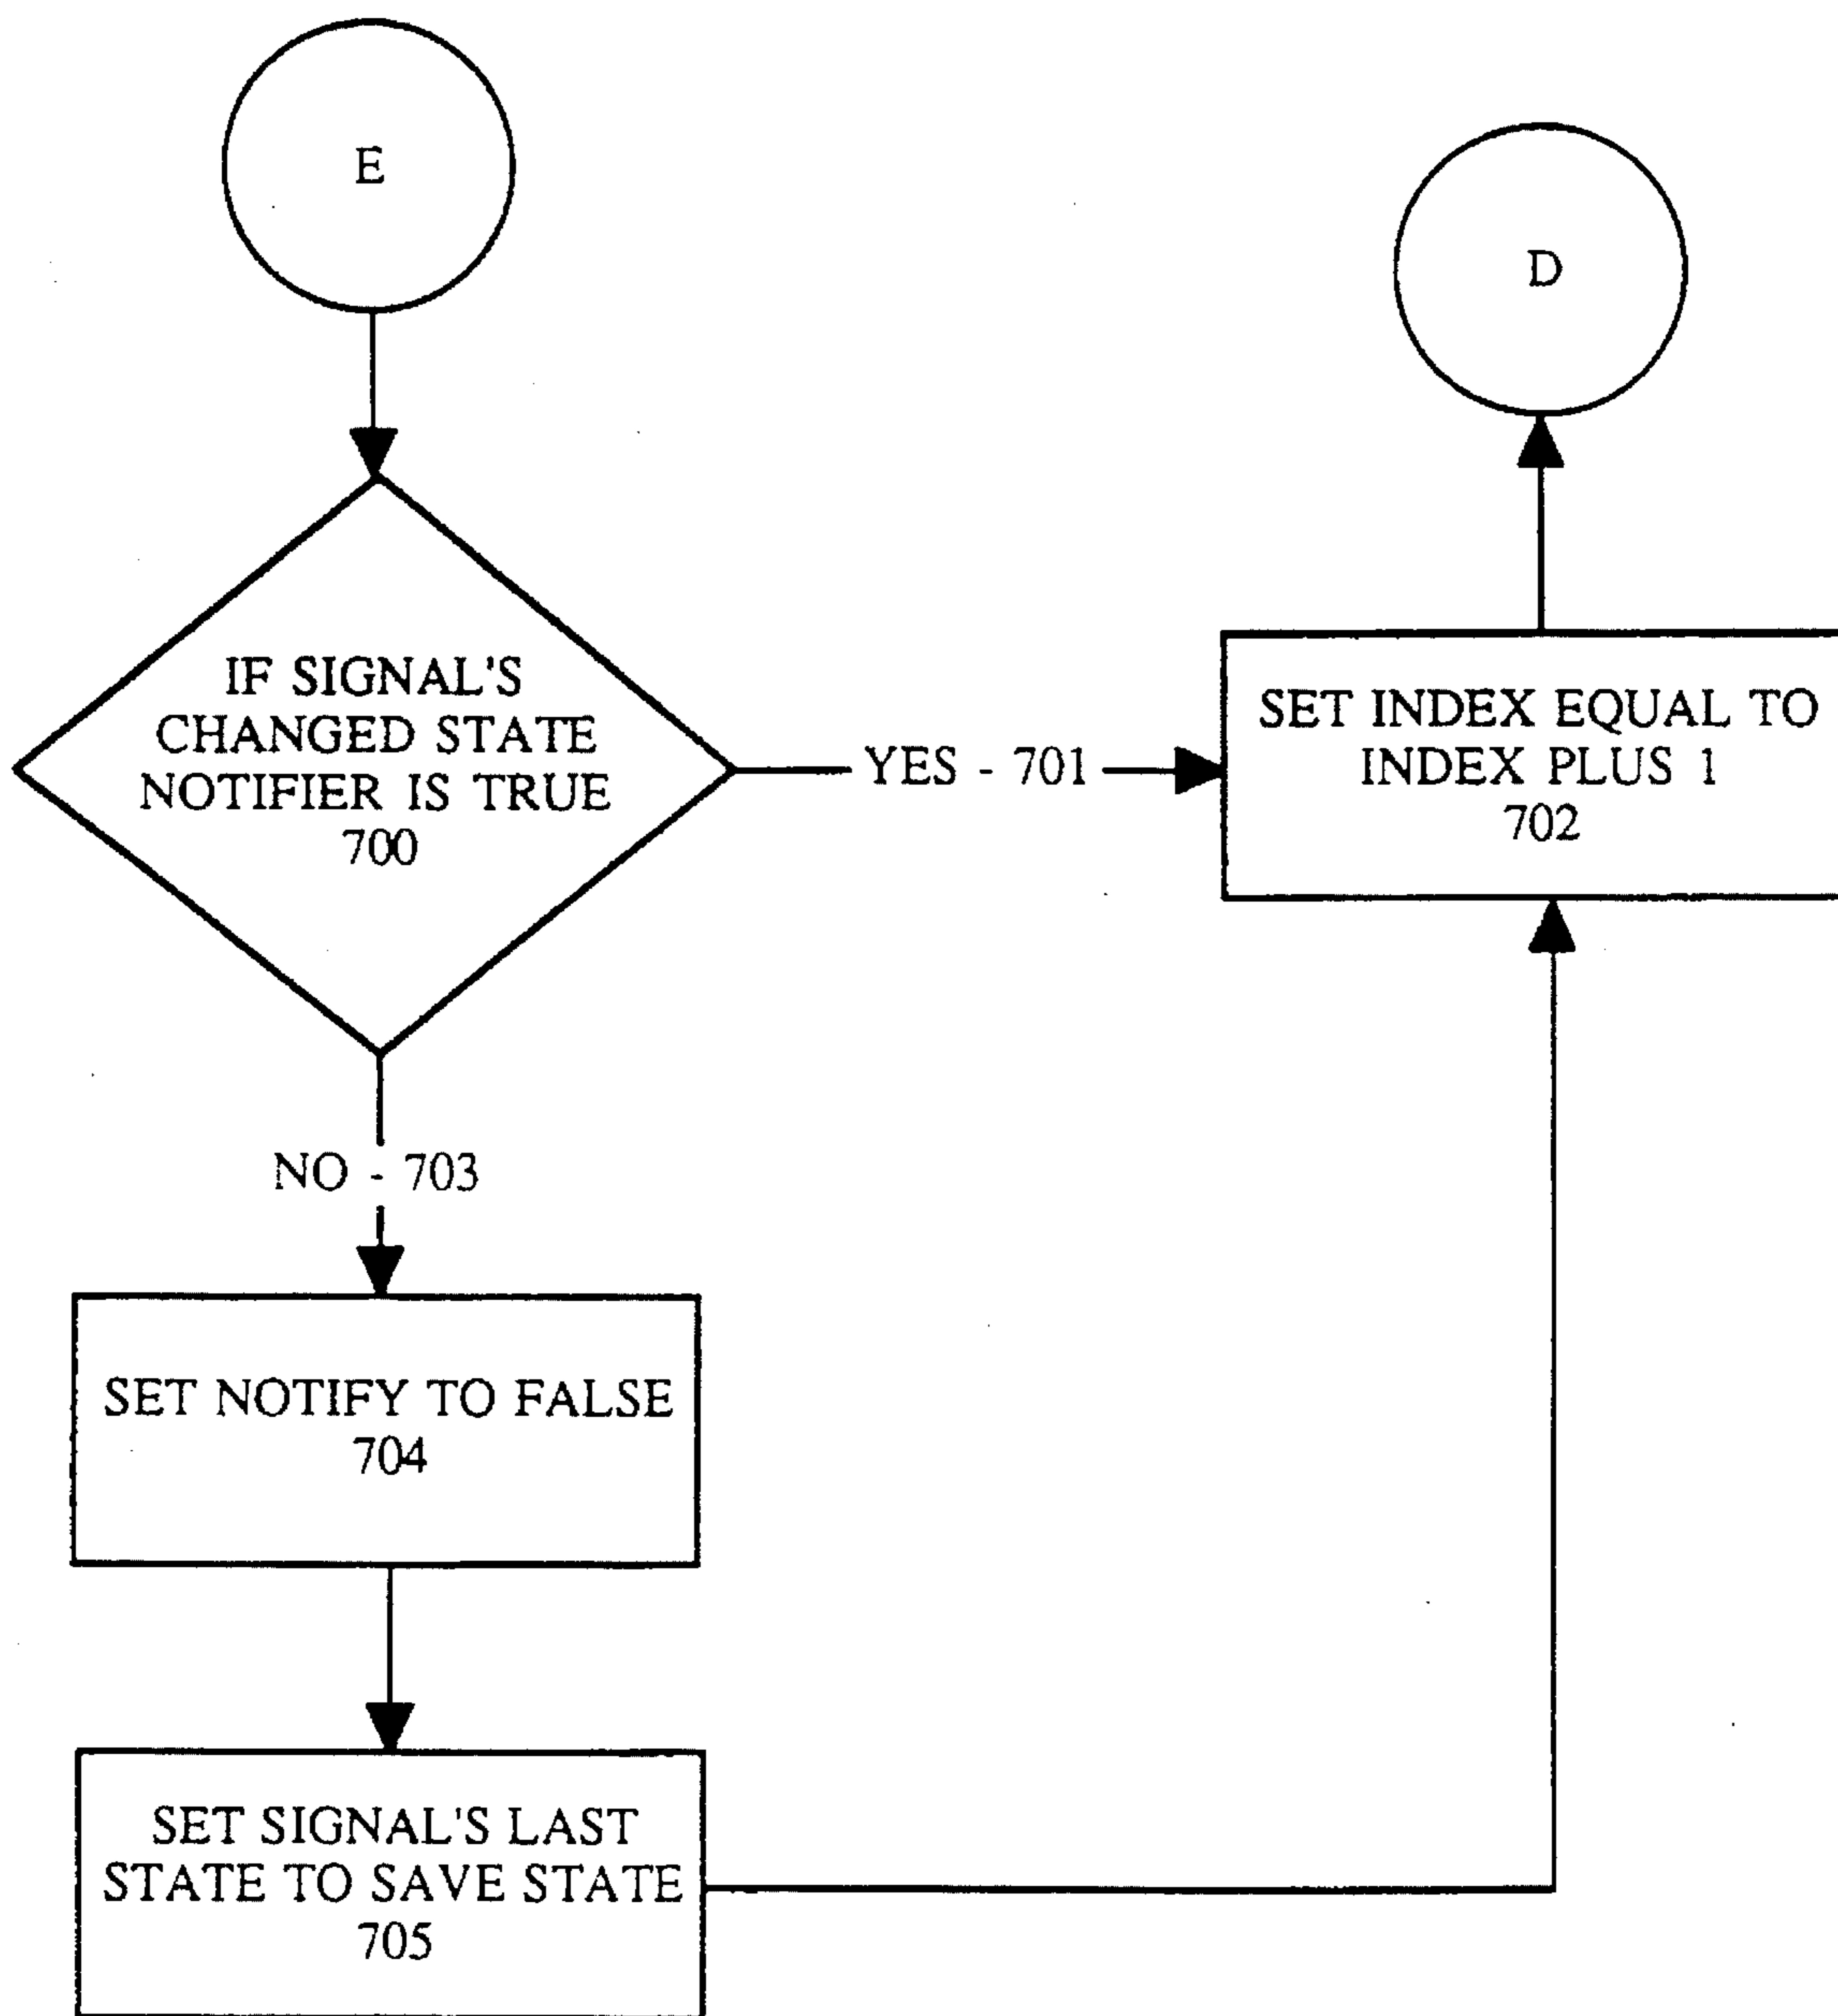 E
D
IF SIGNAL'S
CHANGED STATE
NOTIFIER IS TRUE
700
YES - 701
SET INDEX EQUAL TO
INDEX PLUS 1
702
NO - 703
SET NOTIFY TO FALSE
704
SET SIGNAL'S LAST
STATE TO SAVE STATE
705